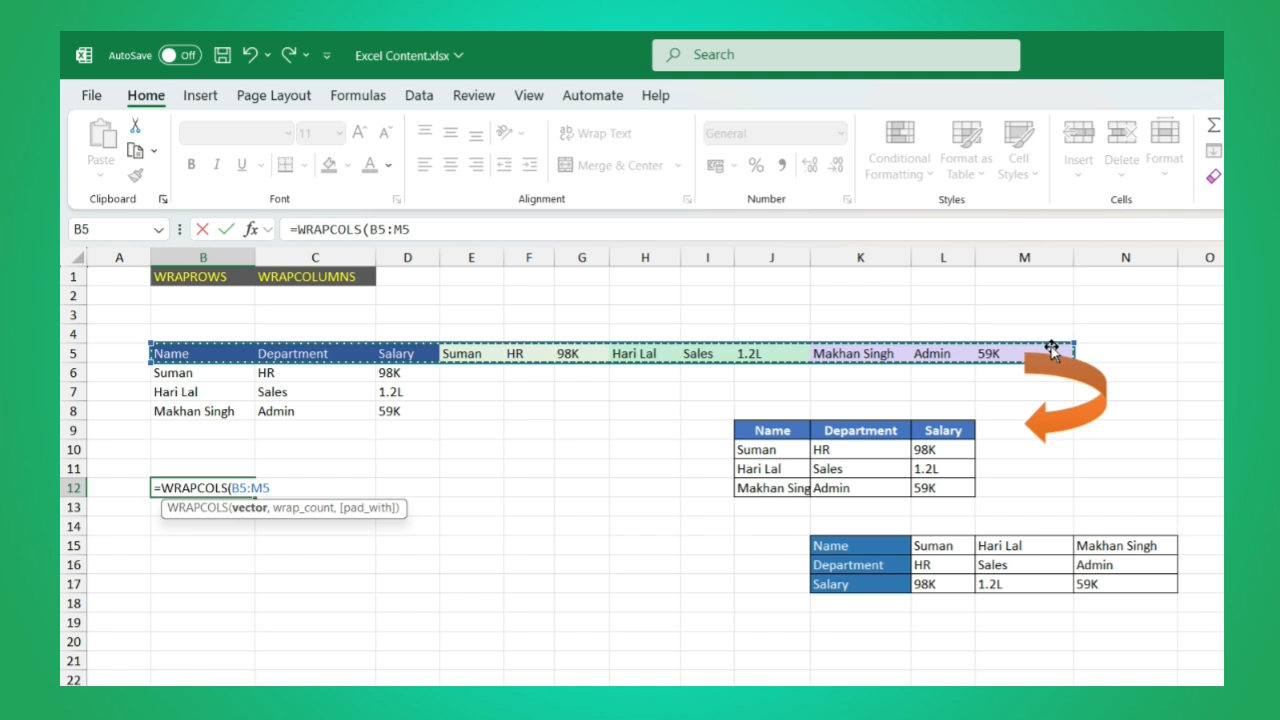 AutoSave Off Excel Content.xlsx Search
File Home Insert Page Layout Formulas Data Review View Automate Help
Paste 11 A^ A˅ Wrap Text General Conditional Format as Cell Insert Delete Format
B I U A Merge & Center % Formatting Table Styles
Clipboard Font Alignment Number Styles Cells
B5 fx =WRAPCOLS(B5:M5
A B C D E F G H I J K L M N O
1 WRAPROWS WRAPCOLUMNS
2
3
4
5 Name Department Salary Suman HR 98K Hari Lal Sales 1.2L Makhan Singh Admin 59K
6 Suman HR 98K
7 Hari Lal Sales 1.2L
8 Makhan Singh Admin 59K
9 Name Department Salary
10 Suman HR 98K
11 Hari Lal Sales 1.2L
12 =WRAPCOLS(B5:M5 Makhan Sing Admin 59K
13 WRAPCOLS(vector, wrap_count, [pad_with])
14
15 Name Suman Hari Lal Makhan Singh
16 Department HR Sales Admin
17 Salary 98K 1.2L 59K
18
19
20
21
22